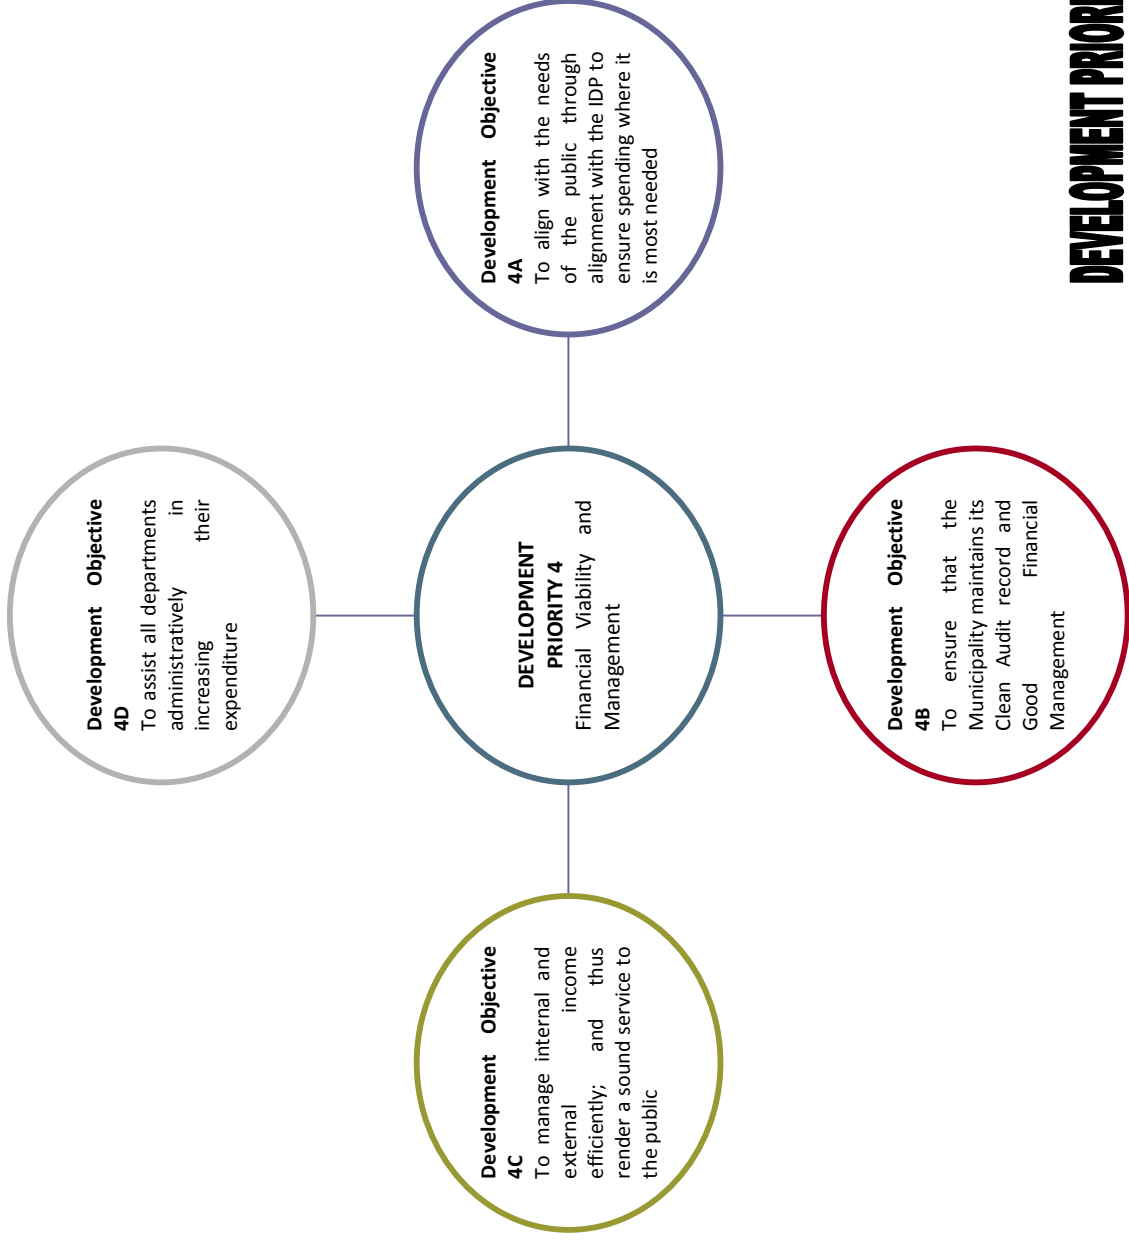 DEVELOPMENT PRIORI
Development Objective
4A
To align with the needs
of the public through
alignment with the IDP to
ensure spending where it
is most needed
Development Objective
4D
To assist all departments
administratively in
increasing their
expenditure
DEVELOPMENT
PRIORITY 4
Financial Viability and
Management
Development Objective
4B
To ensure that the
Municipality maintains its
Clean Audit record and
Good Financial
Management
Development Objective
4C
To manage internal and
external income
efficiently; and thus
render a sound service to
the public